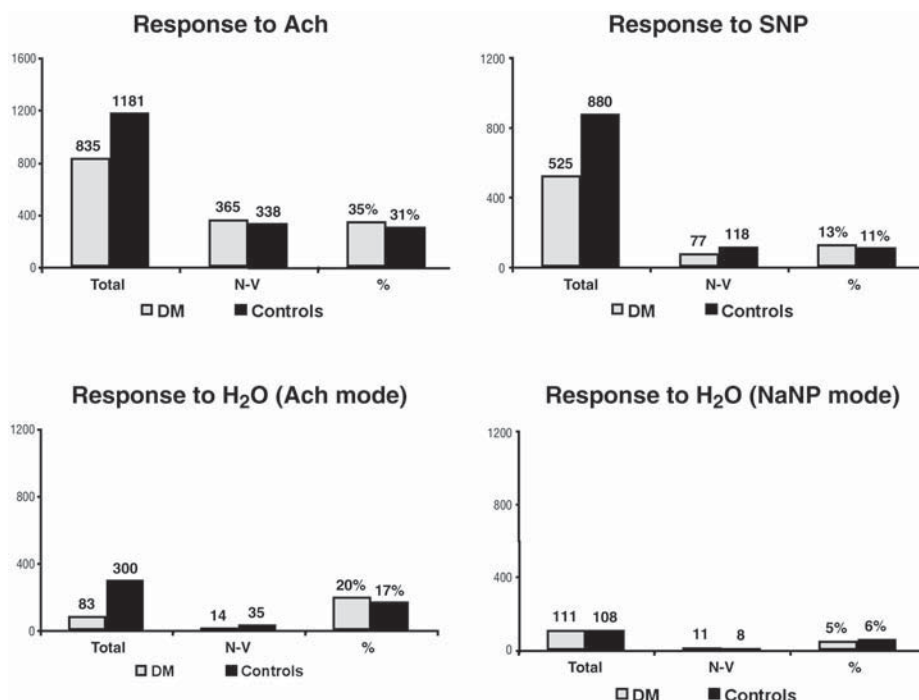 Response to Ach
1600
1200
800
400
0
835
1181
365
338
35%
31%
Total
N-V
%
DM
Controls
Response to SNP
1200
800
400
0
525
880
77
118
13%
11%
Total
N-V
%
DM
Controls
Response to H₂O (Ach mode)
1200
800
400
0
83
300
14
35
20%
17%
Total
N-V
%
DM
Controls
Response to H₂O (NaNP mode)
1200
800
400
0
111
108
11
8
5%
6%
Total
N-V
%
DM
Controls